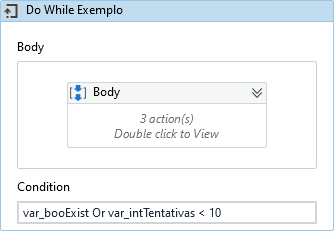 Do While Exemplo
Body
Body
3 action(s)
Double click to View
Condition
var_booExist Or var_intTentativas < 10